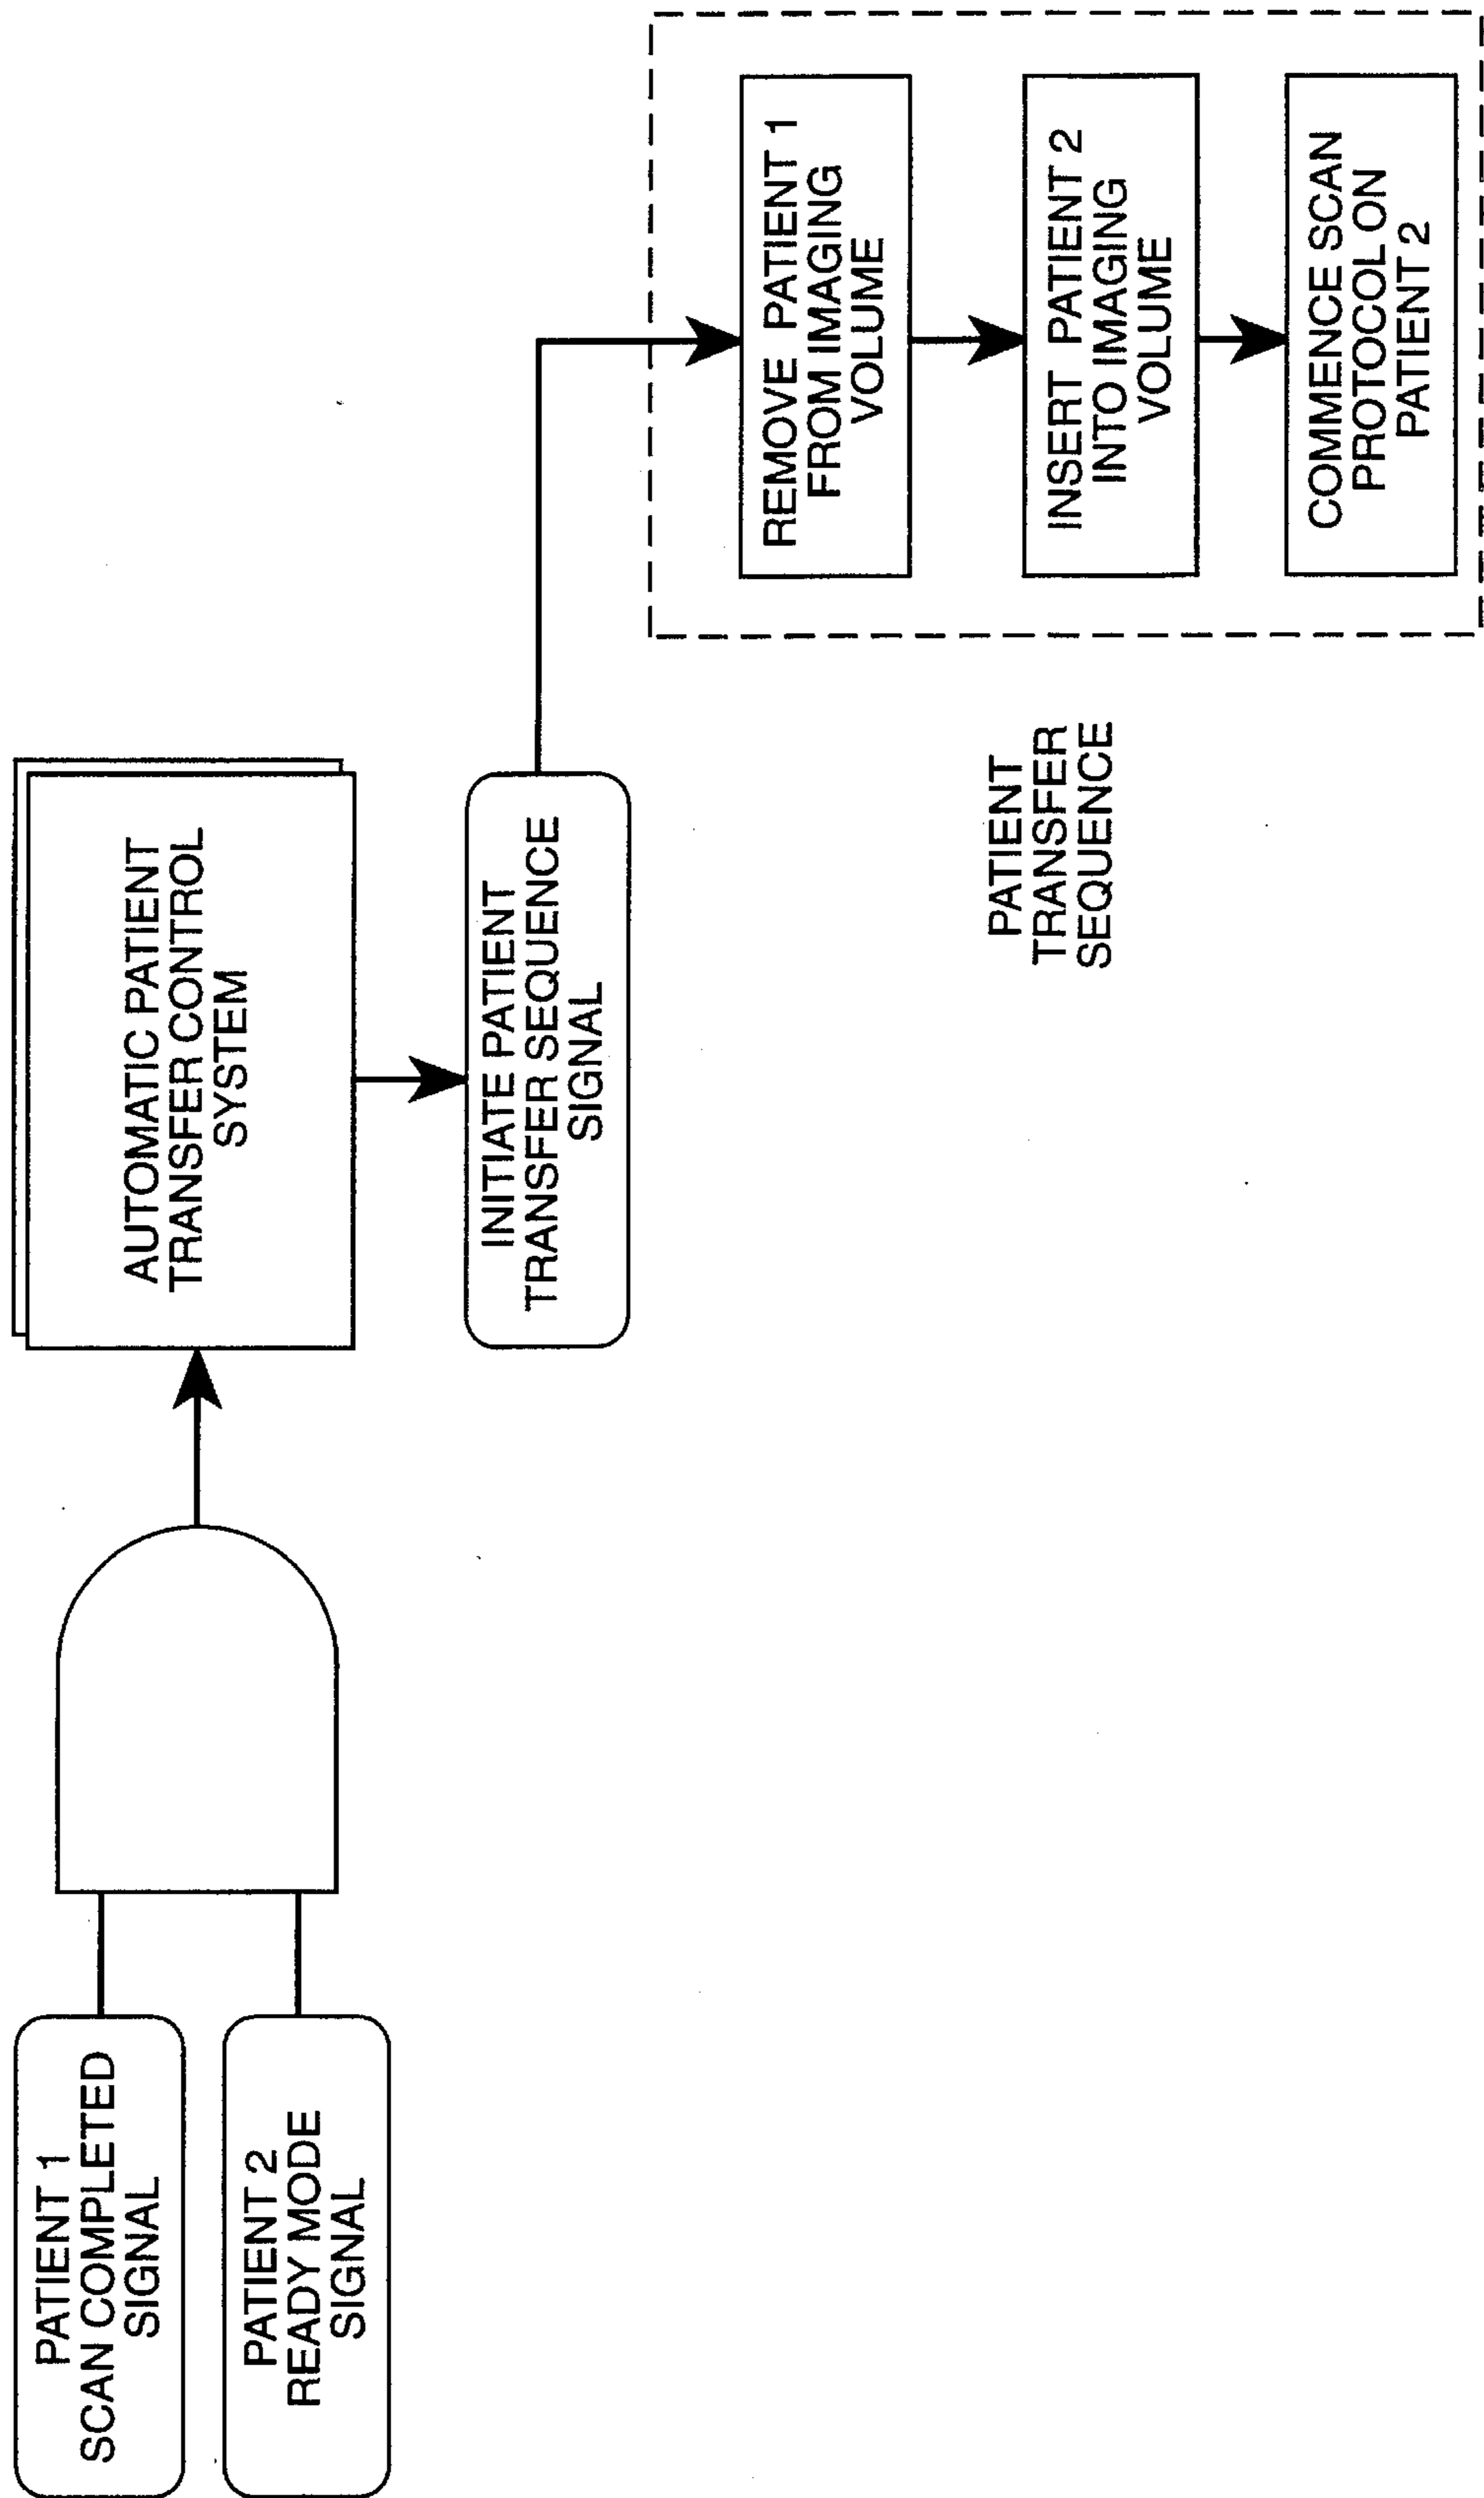 PATIENT 1
SCAN COMPLETED
SIGNAL
PATIENT 2
READY MODE
SIGNAL
AUTOMATIC PATIENT
TRANSFER CONTROL
SYSTEM
INITIATE PATIENT
TRANSFER SEQUENCE
SIGNAL
PATIENT
TRANSFER
SEQUENCE
REMOVE PATIENT 1
FROM IMAGING
VOLUME
INSERT PATIENT 2
INTO IMAGING
VOLUME
COMMENCE SCAN
PROTOCOL ON
PATIENT 2